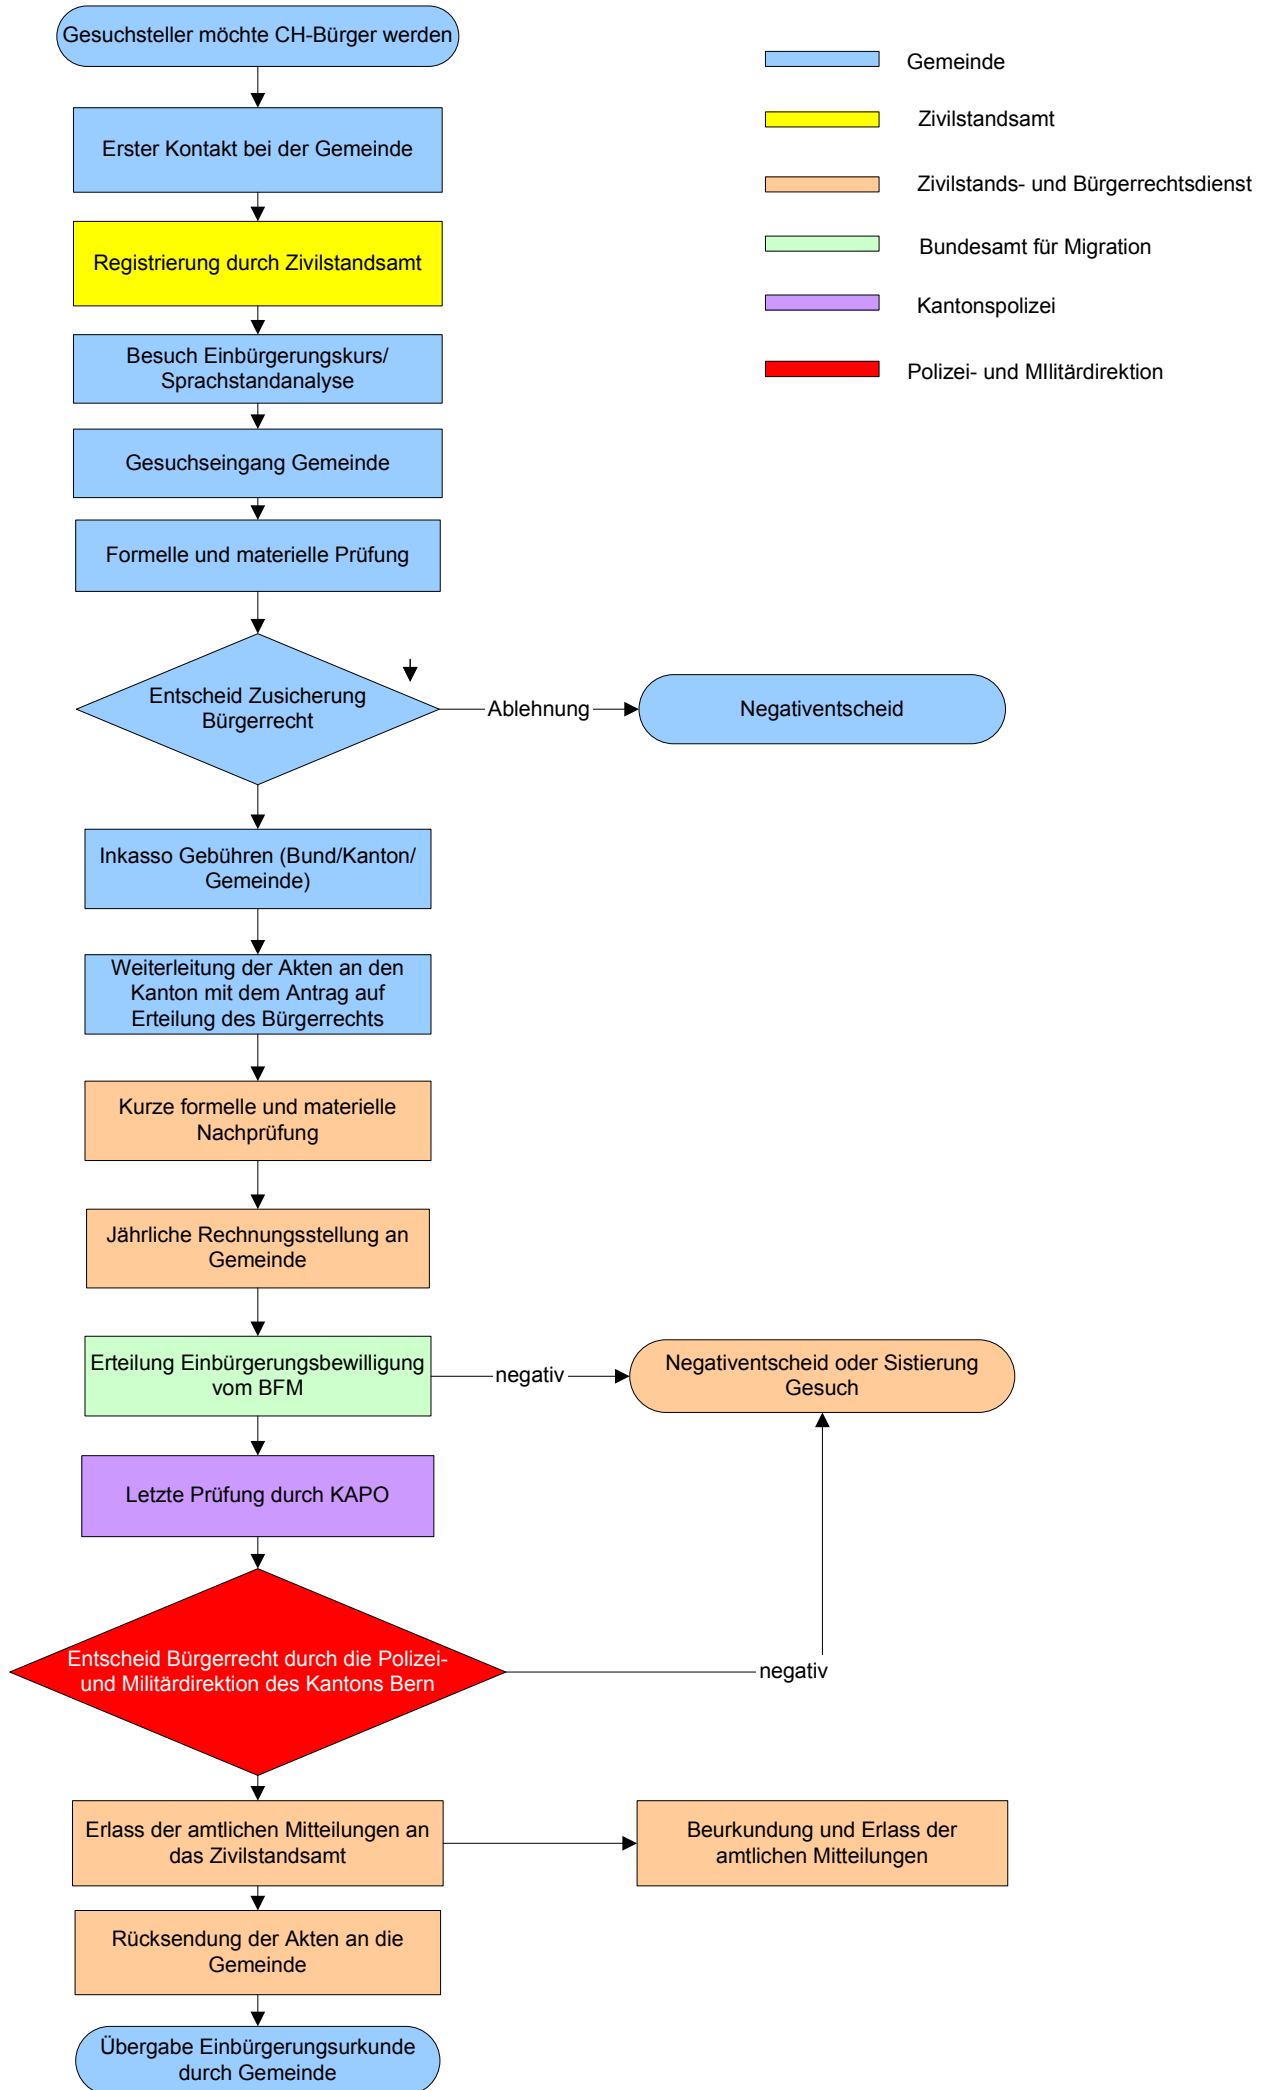 Gesuchsteller möchte CH-Bürger werden
Gemeinde
Zivilstandsamt
Zivilstands- und Bürgerrechtsdienst
Bundesamt für Migration
Kantonspolizei
Polizei- und MIlitärdirektion
Erster Kontakt bei der Gemeinde
Registrierung durch Zivilstandsamt
Besuch Einbürgerungskurs/
Sprachstandanalyse
Gesuchseingang Gemeinde
Formelle und materielle Prüfung
Entscheid Zusicherung
Bürgerrecht
Ablehnung
Negativentscheid
Inkasso Gebühren (Bund/Kanton/
Gemeinde)
Weiterleitung der Akten an den
Kanton mit dem Antrag auf
Erteilung des Bürgerrechts
Kurze formelle und materielle
Nachprüfung
Jährliche Rechnungsstellung an
Gemeinde
Erteilung Einbürgerungsbewilligung
vom BFM
negativ
Negativentscheid oder Sistierung
Gesuch
Letzte Prüfung durch KAPO
Entscheid Bürgerrecht durch die Polizei-
und Militärdirektion des Kantons Bern
negativ
Erlass der amtlichen Mitteilungen an
das Zivilstandsamt
Beurkundung und Erlass der
amtlichen Mitteilungen
Rücksendung der Akten an die
Gemeinde
Übergabe Einbürgerungsurkunde
durch Gemeinde